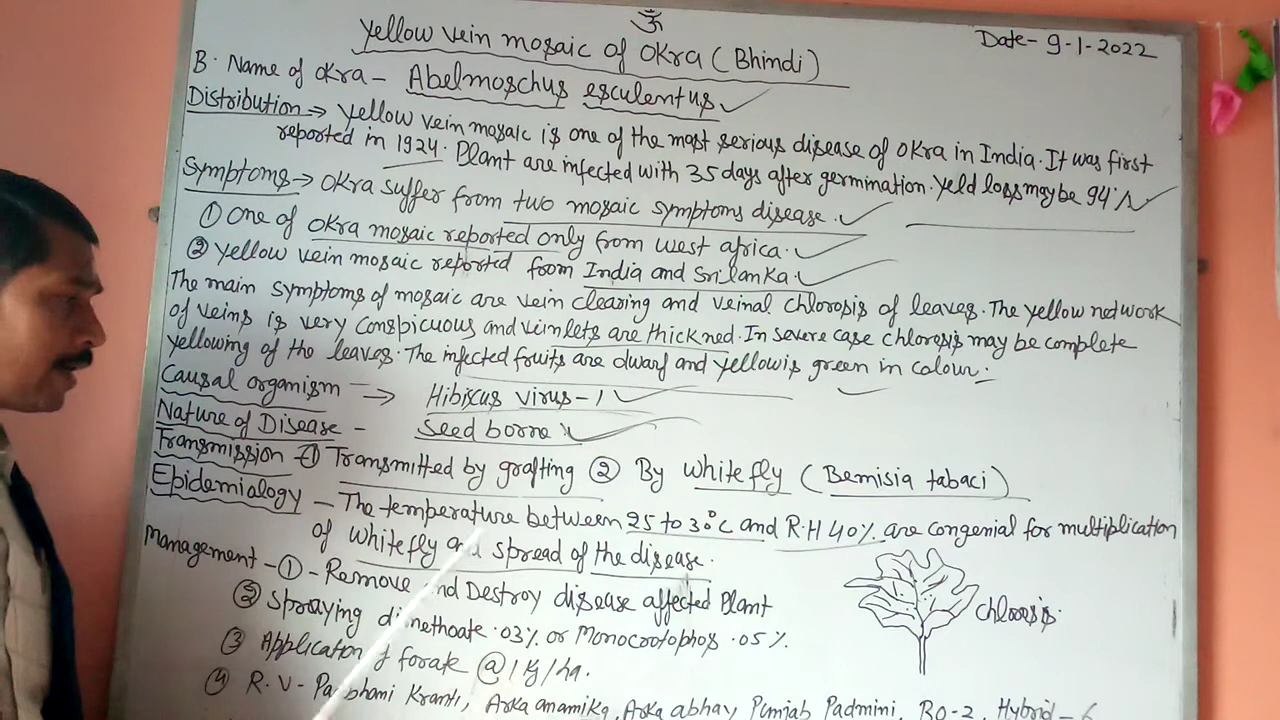 ॐ
Yellow vein mosaic of Okra (Bhindi)
Date- 9-1-2022
B. Name of Okra - Abelmoschus esculentus
Distribution → Yellow vein mosaic is one of the most serious disease of okra in India. It was first
reported in 1924. Plant are infected with 35 days after germination. Yeld loss may be 94%
Symptoms → Okra suffer from two mosaic symptoms disease.
① One of okra mosaic reported only from west africa.
② Yellow vein mosaic reported from India and Srilanka.
The main symptoms of mosaic are vein clearing and veinal chlorosis of leaves. The yellow network
of veins is very conspicuous and veinlets are thickned. In severe case chlorosis may be complete
yellowing of the leaves. The infected fruits are dwarf and yellowis green in colour.
Causal organism → Hibiscus virus-1
Nature of Disease - Seed borne
Transmission - ① Transmitted by grafting ② By whitefly (Bemisia tabaci)
Epidemialogy - The temperature between 25 to 30°c and R.H 40% are congenial for multiplication
of whitefly and spread of the disease.
Management - ① - Remove and Destroy disease affected Plant
② Spraying dimethoate .03% or Monocrotophos .05%.
chlorosis
③ Application of forate @ 1 Kg/ha.
④ R.V- Parbhani Kranti, Arka anamika, Arka abhay, Punjab Padmini, BO-2, Hybrid-6